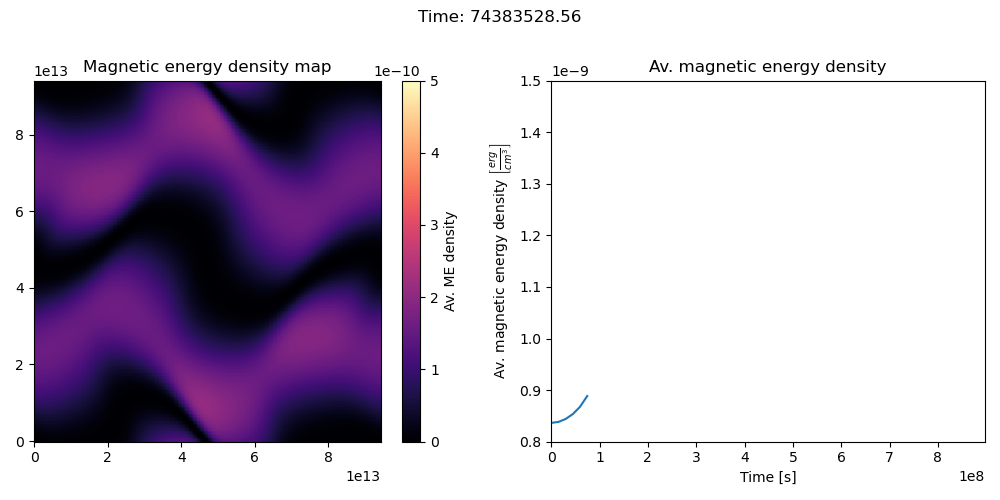 Time: 74383528.56
Magnetic energy density map
1e13
1e−10
8
6
4
2
0
0 2 4 6 8
1e13
5
4
3
2
1
0
Av. ME density
Av. magnetic energy density
1e−9
1.5
1.4
1.3
1.2
1.1
1.0
0.9
0.8
Av. magnetic energy density [erg/cm³]
0 1 2 3 4 5 6 7 8
Time [s]
1e8